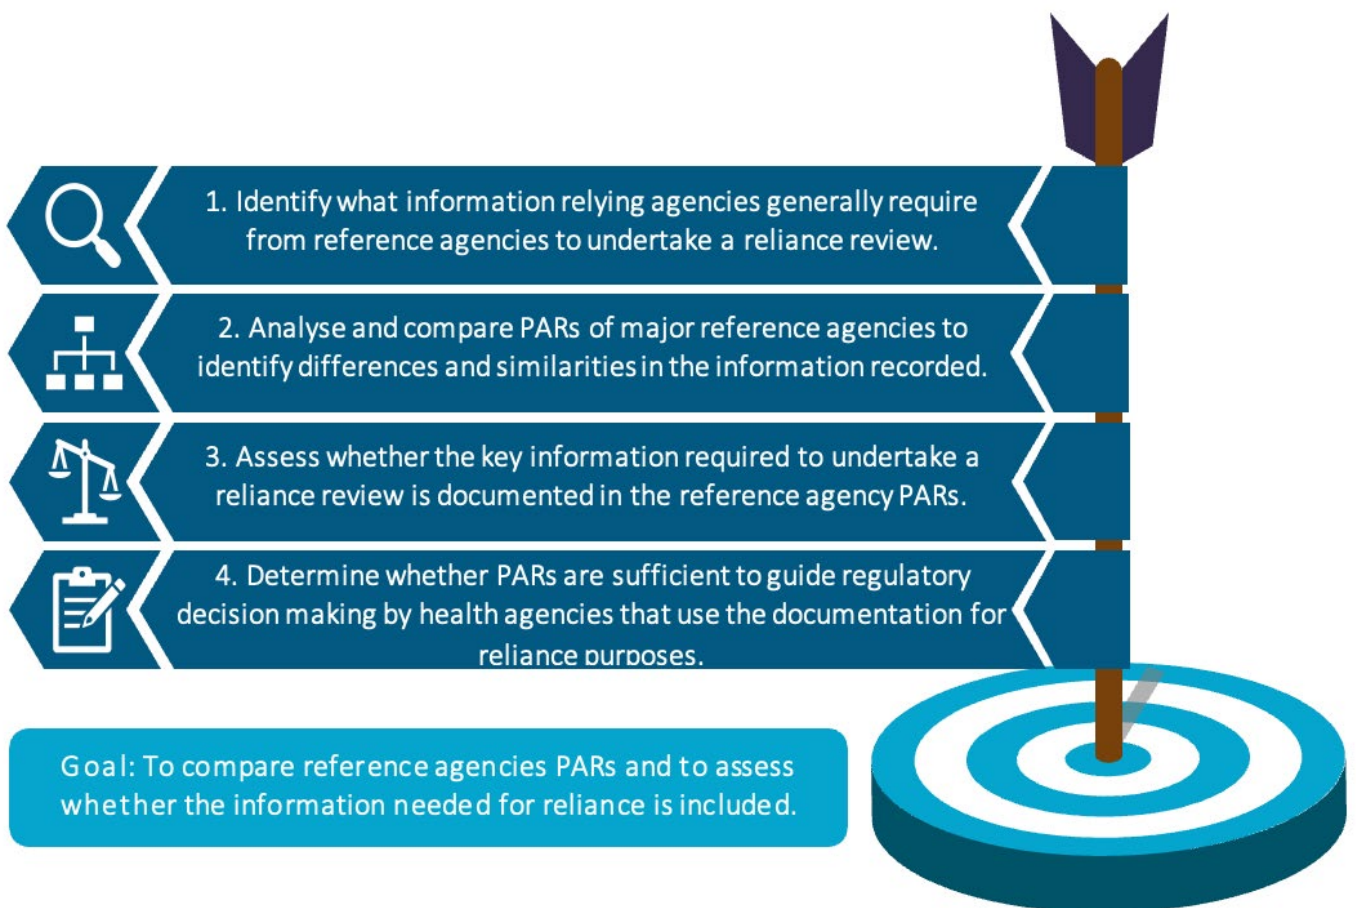 1. Identify what information relying agencies generally require
from reference agencies to undertake a reliance review.
2. Analyse and compare PARs of major reference agencies to
identify differences and similarities in the information recorded.
3. Assess whether the key information required to undertake a
reliance review is documented in the reference agency PARs.
4. Determine whether PARs are sufficient to guide regulatory
decision making by health agencies that use the documentation for
reliance purposes.
Goal: To compare reference agencies PARs and to assess
whether the information needed for reliance is included.